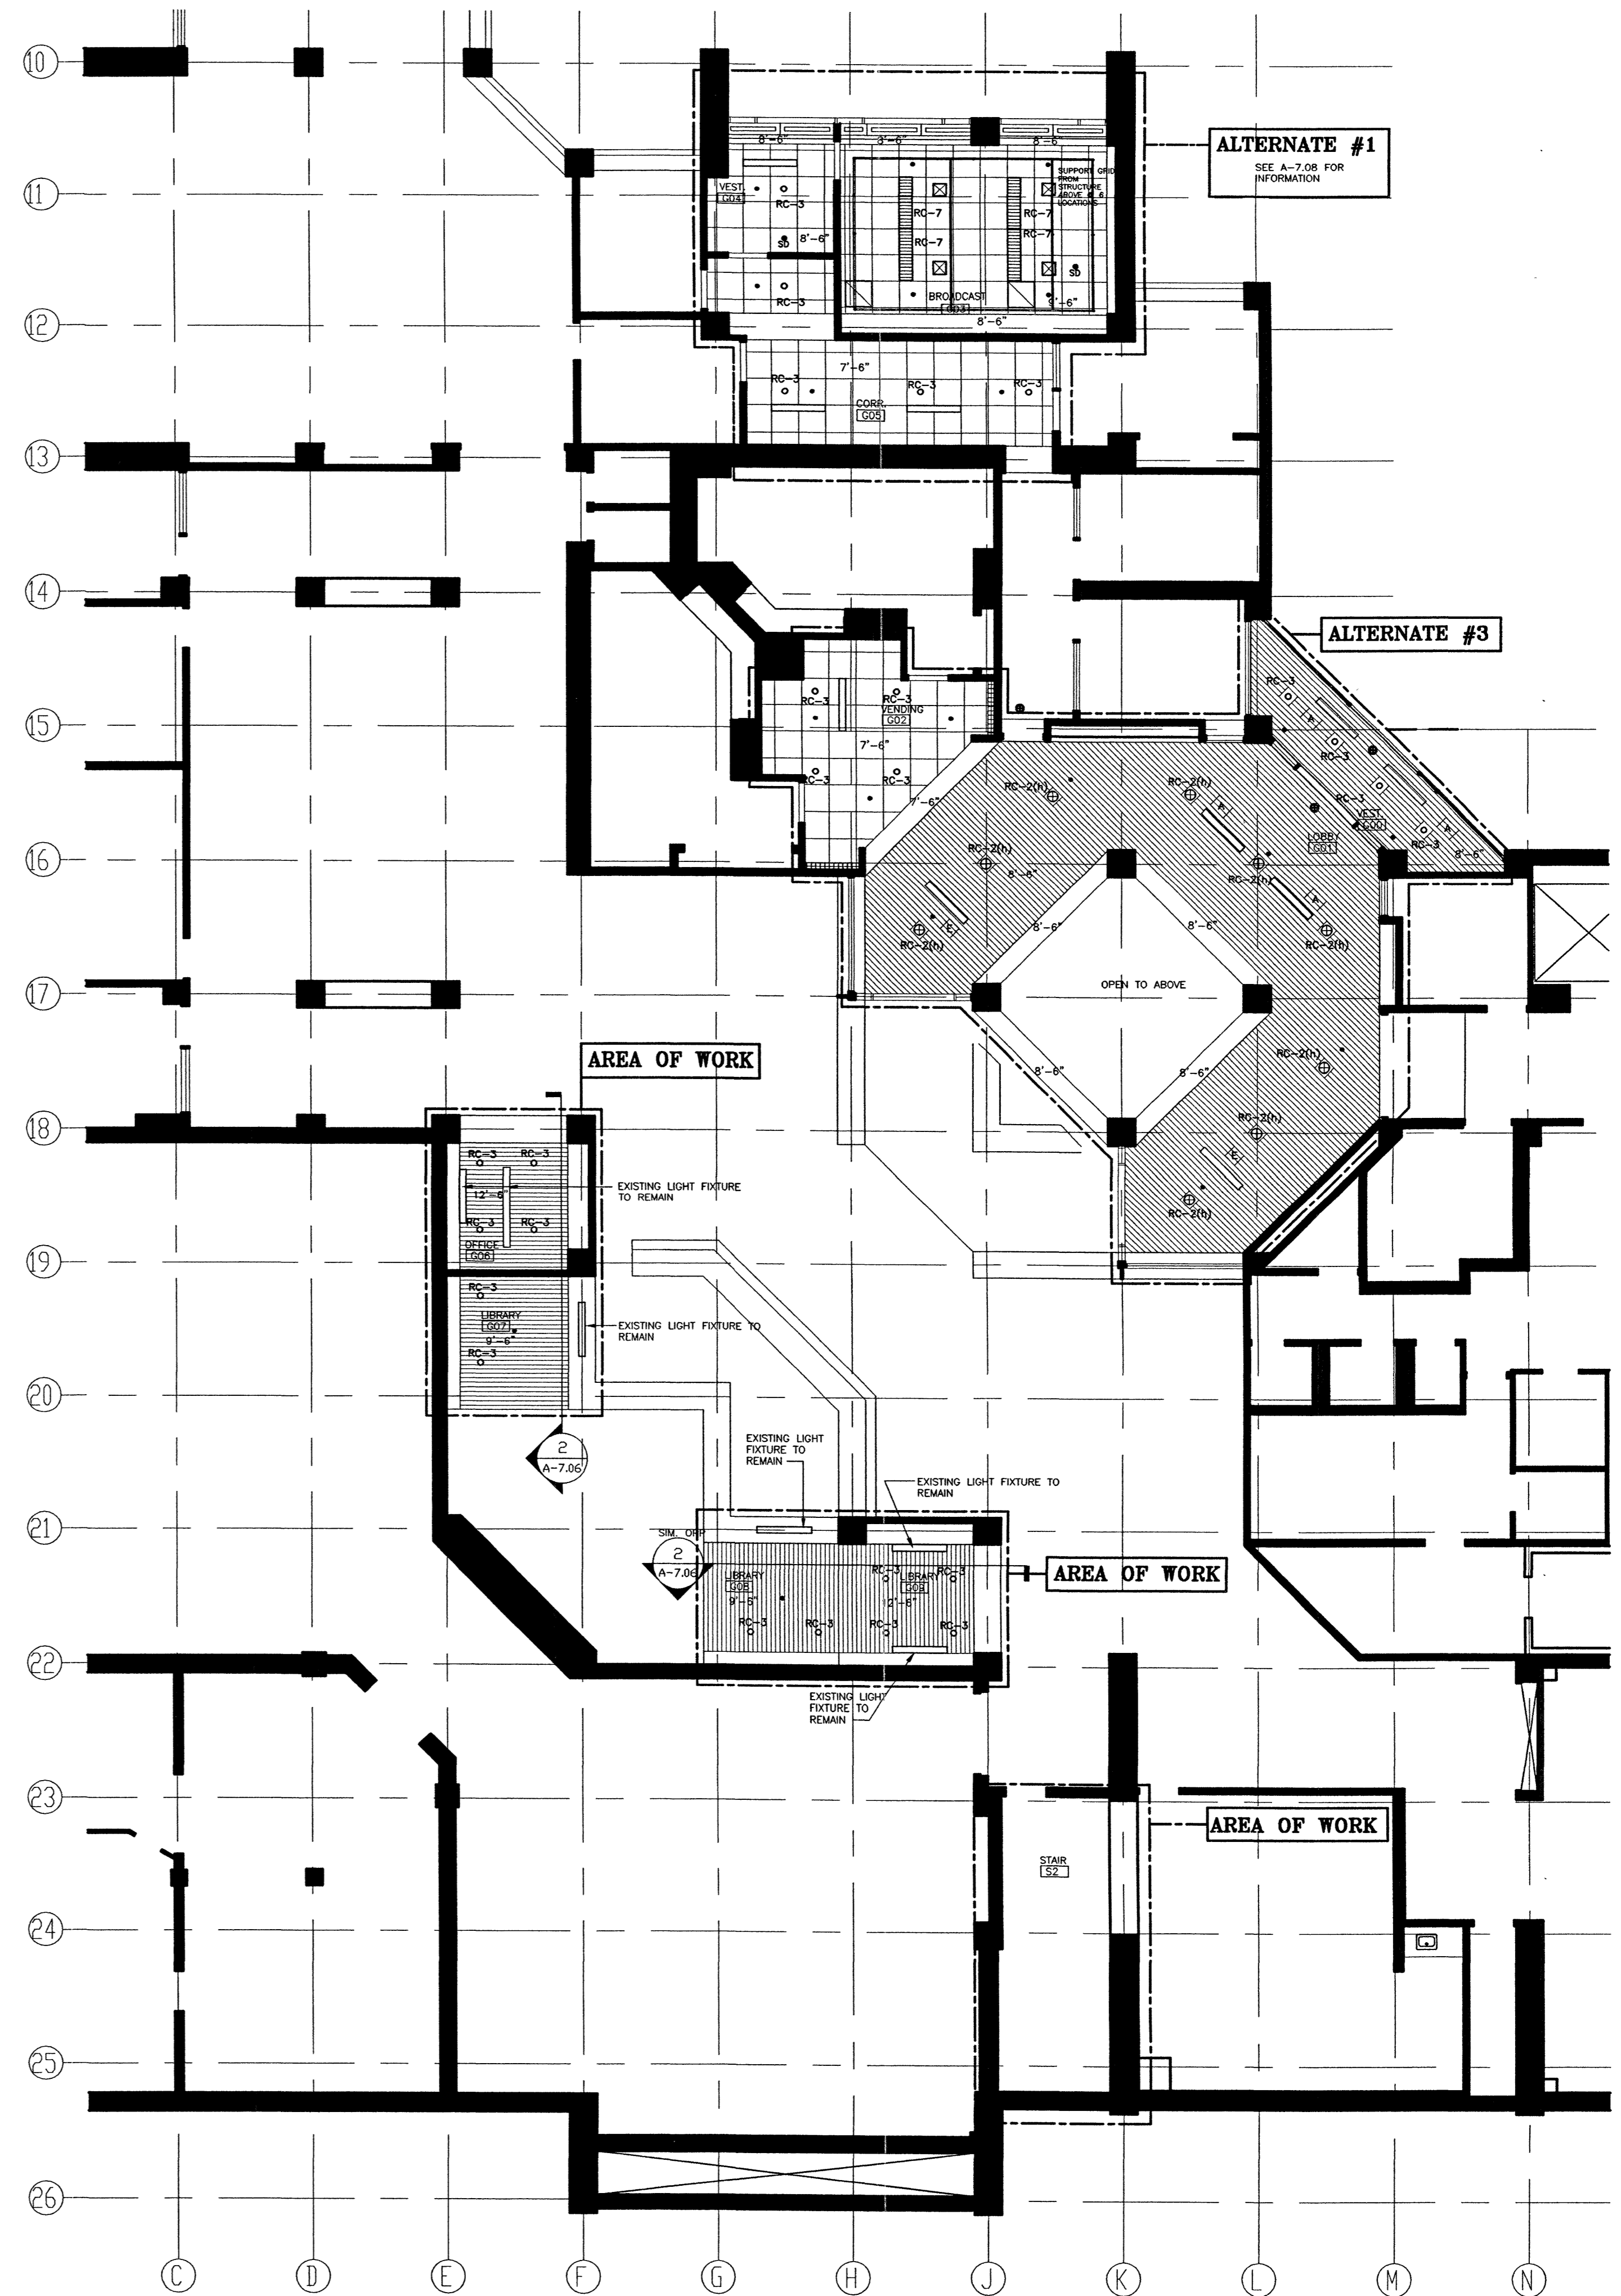 10
ALTERNATE #1
SEE A-7.08 FOR
INFORMATION
8'-6"
8'-6"
8'-6"
11
VEST.
G04
RC-3
SD
8'-6"
RC-3
SUPPORT GRID
FROM
STRUCTURE
ABOVE @ 6
LOCATIONS
RC-7
RC-7
RC-7
RC-7
SD
BROADCAST
G03
9'-6"
8'-6"
12
7'-6"
RC-3
RC-3
RC-3
CORR.
G05
13
14
ALTERNATE #3
15
RC-3
RC-3
VENDING
G02
7'-6"
RC-3
RC-3
7'-6"
RC-3
A
RC-3
RC-3
VEST.
G00
A
RC-3
8'-6"
RC-2(h)
RC-2(h)
A
LOBBY
G01
16
RC-2(h)
8'-6"
RC-2(h)
A
E
RC-2(h)
8'-6"
8'-6"
RC-2(h)
17
OPEN TO ABOVE
AREA OF WORK
8'-6"
8'-6"
RC-2(h)
18
RC-2(h)
E
RC-2(h)
RC-3
RC-3
12'-6"
EXISTING LIGHT FIXTURE
TO REMAIN
RC-3
RC-3
OFFICE
G06
19
RC-3
LIBRARY
G07
9'-6"
RC-3
EXISTING LIGHT FIXTURE TO
REMAIN
20
2
A-7.06
EXISTING LIGHT
FIXTURE TO
REMAIN
EXISTING LIGHT FIXTURE TO
REMAIN
21
SIM. OPP
2
A-7.06
LIBRARY
G08
9'-6"
RC-3
RC-3
LIBRARY
G09
12'-6"
RC-3
RC-3
RC-3
RC-3
AREA OF WORK
22
EXISTING LIGHT
FIXTURE TO
REMAIN
23
AREA OF WORK
STAIR
S2
24
25
26
C
D
E
F
G
H
J
K
L
M
N